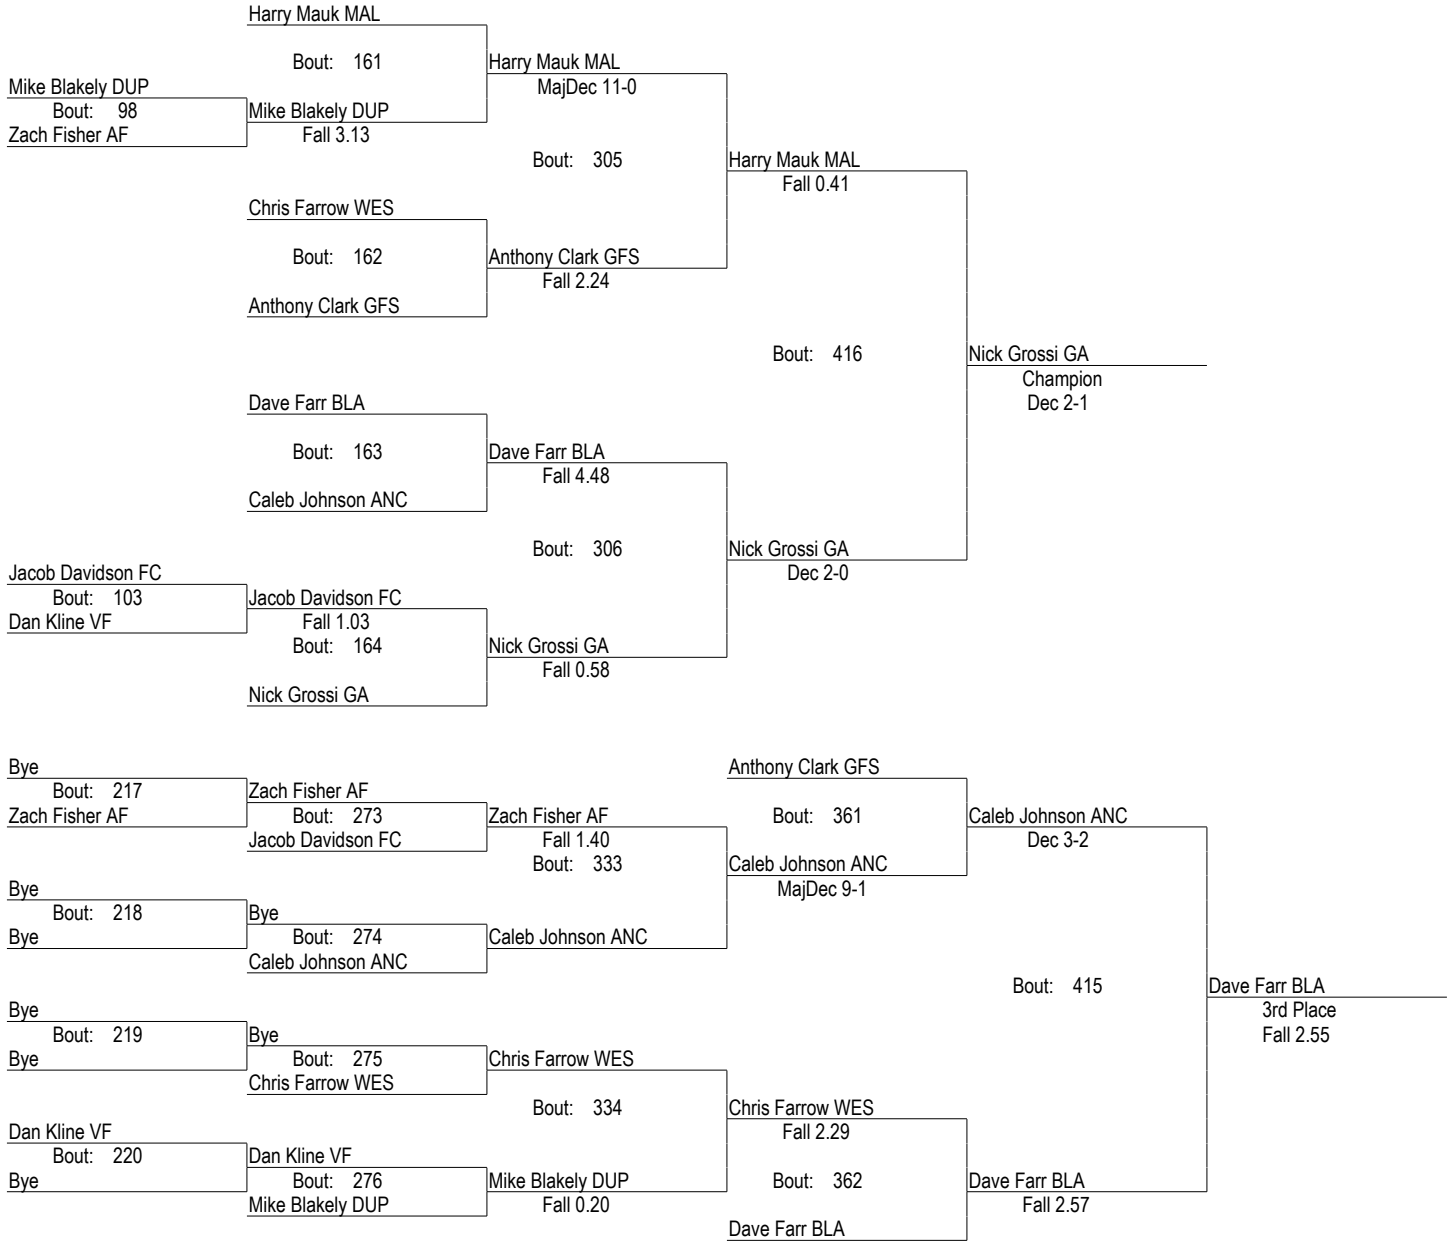 Harry Mauk MAL
Bout: 161
Harry Mauk MAL
Mike Blakely DUP
MajDec 11-0
Bout: 98
Mike Blakely DUP
Zach Fisher AF
Fall 3.13
Bout: 305
Harry Mauk MAL
Fall 0.41
Chris Farrow WES
Bout: 162
Anthony Clark GFS
Fall 2.24
Anthony Clark GFS
Bout: 416
Nick Grossi GA
Champion
Dec 2-1
Dave Farr BLA
Bout: 163
Dave Farr BLA
Fall 4.48
Caleb Johnson ANC
Bout: 306
Nick Grossi GA
Dec 2-0
Jacob Davidson FC
Bout: 103
Jacob Davidson FC
Dan Kline VF
Fall 1.03
Bout: 164
Nick Grossi GA
Fall 0.58
Nick Grossi GA
Bye
Anthony Clark GFS
Bout: 217
Zach Fisher AF
Zach Fisher AF
Bout: 273
Zach Fisher AF
Bout: 361
Caleb Johnson ANC
Jacob Davidson FC
Fall 1.40
Dec 3-2
Bout: 333
Caleb Johnson ANC
Bye
MajDec 9-1
Bout: 218
Bye
Bye
Bout: 274
Caleb Johnson ANC
Caleb Johnson ANC
Bout: 415
Dave Farr BLA
Bye
3rd Place
Bout: 219
Bye
Fall 2.55
Bye
Bout: 275
Chris Farrow WES
Chris Farrow WES
Bout: 334
Chris Farrow WES
Dan Kline VF
Fall 2.29
Bout: 220
Dan Kline VF
Bye
Bout: 276
Mike Blakely DUP
Bout: 362
Dave Farr BLA
Mike Blakely DUP
Fall 0.20
Fall 2.57
Dave Farr BLA